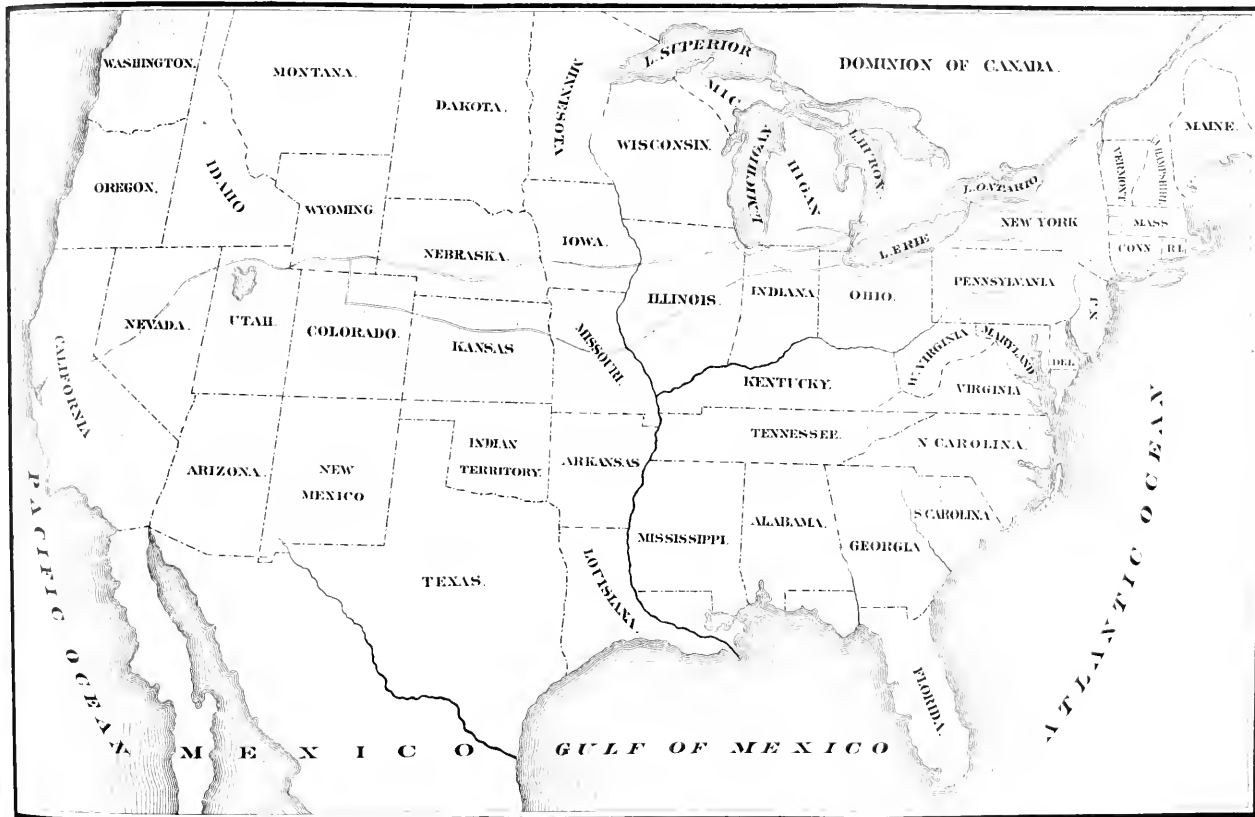 WASHINGTON.
MONTANA.
DAKOTA.
MINNESOTA
L. SUPERIOR
DOMINION OF CANADA.
MIC
HIGAN
WISCONSIN.
L. MICHIGAN.
L. HURON.
L. ONTARIO
MAINE.
VERMONT.
HAMPSHIRE
OREGON.
IDAHO
WYOMING
NEBRASKA.
IOWA.
NEW YORK
MASS
CONN
R.I.
L. ERIE
ILLINOIS.
INDIANA
OHIO.
PENNSYLVANIA
N.J.
NEVADA.
UTAH.
COLORADO.
KANSAS
MISSOURI.
CALIFORNIA
KENTUCKY.
W. VIRGINIA
MARYLAND
DEL
VIRGINIA
ARIZONA.
NEW
MEXICO
INDIAN
TERRITORY.
ARKANSAS
TENNESSEE.
N CAROLINA.
S CAROLINA
MISSISSIPPI.
ALABAMA.
GEORGIA
TEXAS.
LOUISIANA.
FLORIDA.
PACIFIC OCEAN
MEXICO
GULF OF MEXICO
ATLANTIC OCEAN